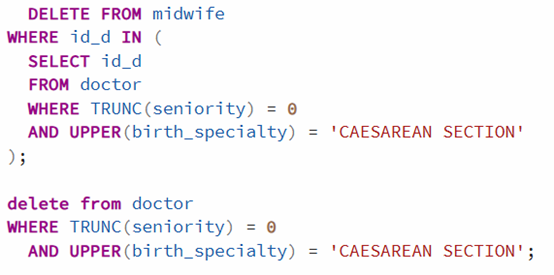 DELETE FROM midwife
WHERE id_d IN (
SELECT id_d
FROM doctor
WHERE TRUNC(seniority) = 0
AND UPPER(birth_specialty) = 'CAESAREAN SECTION'
);
delete from doctor
WHERE TRUNC(seniority) = 0
AND UPPER(birth_specialty) = 'CAESAREAN SECTION';